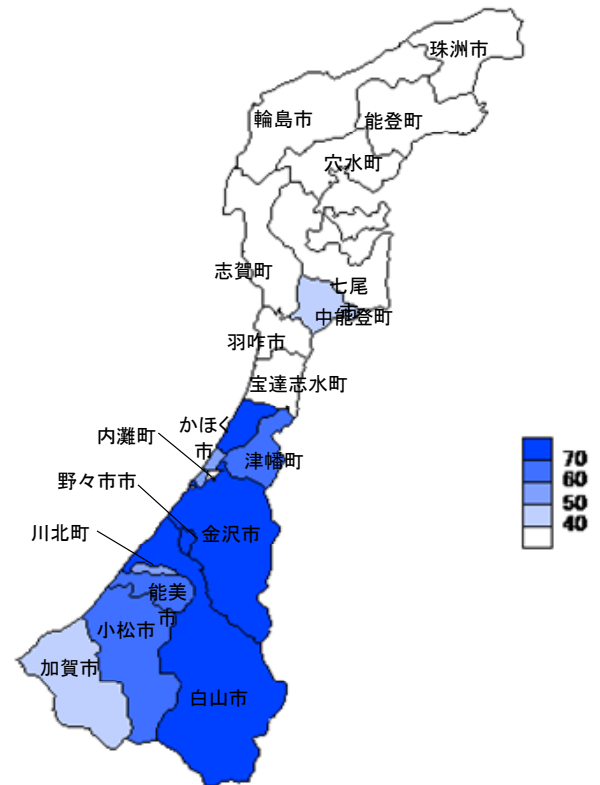 珠洲市
輪島市
能登町
穴水町
志賀町
七尾
市
中能登町
羽咋市
宝達志水町
かほく
市
内灘町
津幡町
野々市市
川北町
金沢市
能美
市
小松市
加賀市
白山市
70
60
50
40